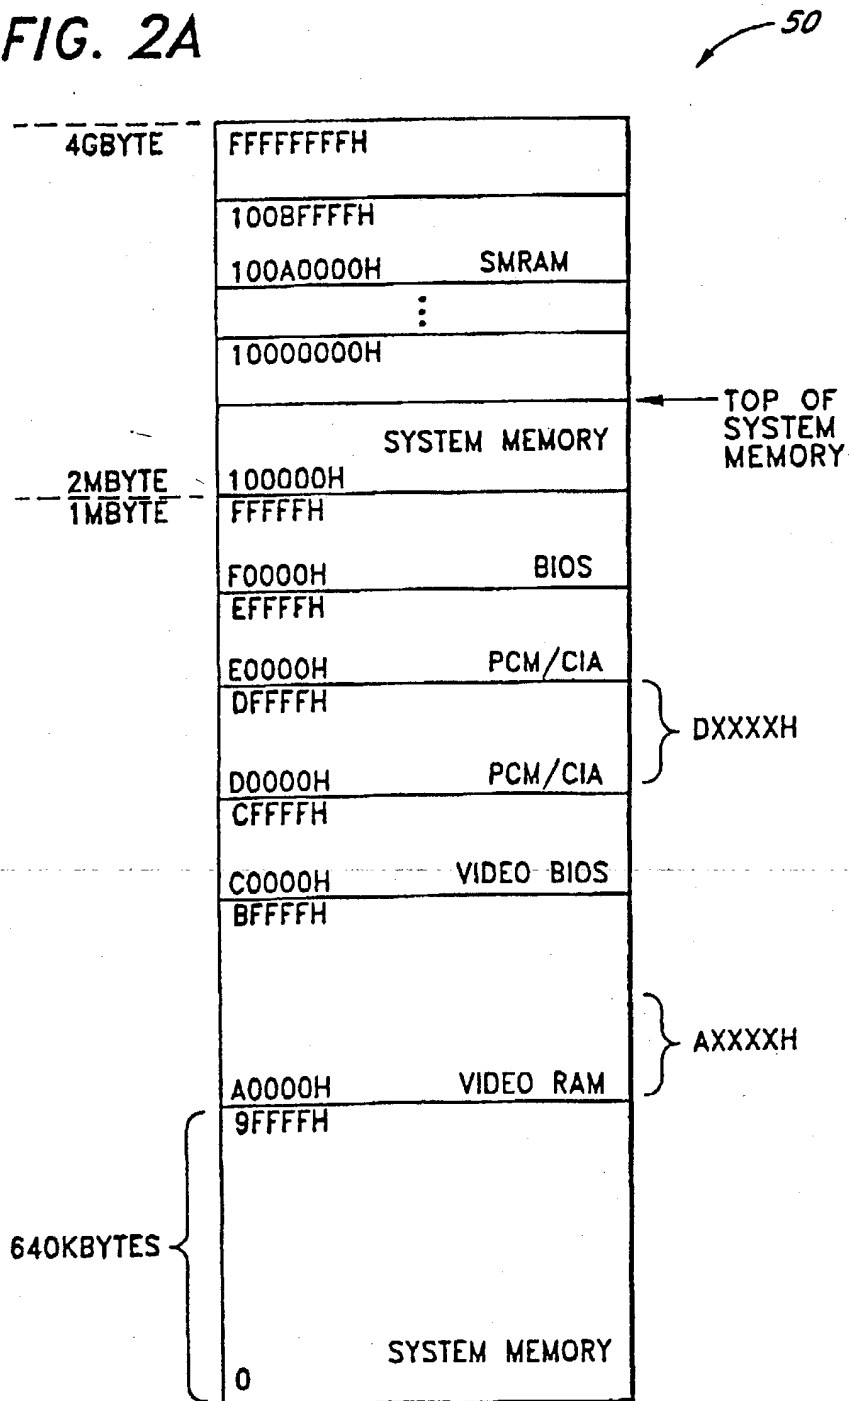 FIG. 2A
50
4GBYTE
FFFFFFFFH
100BFFFFH
100A0000H SMRAM
10000000H
TOP OF
SYSTEM
MEMORY
SYSTEM MEMORY
2MBYTE 100000H
1MBYTE FFFFFH
F0000H BIOS
EFFFFH
E0000H PCM/CIA
DFFFFH
DXXXXH
D0000H PCM/CIA
CFFFFH
C0000H VIDEO BIOS
BFFFFH
AXXXXH
A0000H VIDEO RAM
9FFFFH
640KBYTES
SYSTEM MEMORY
0